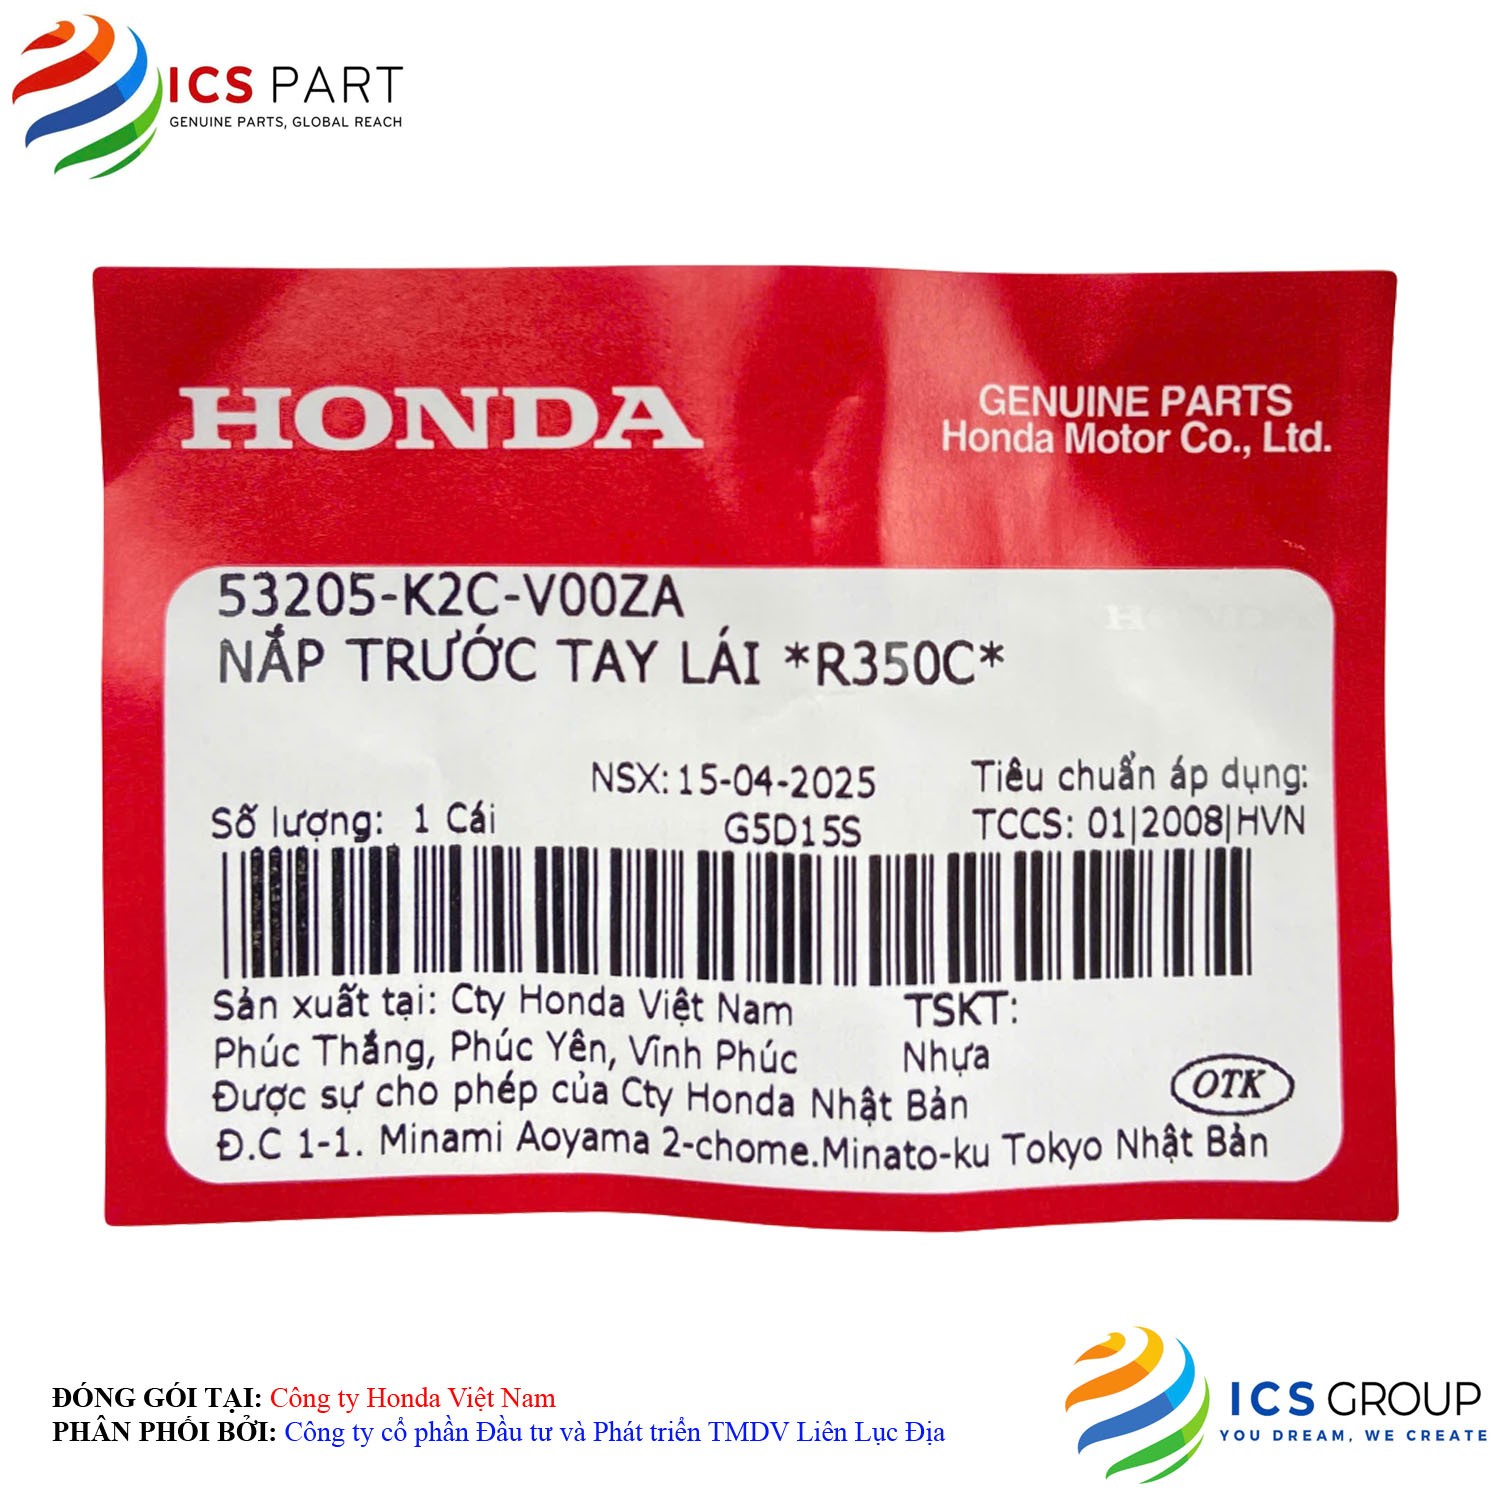 ICS PART
GENUINE PARTS, GLOBAL REACH
HONDA
GENUINE PARTS
Honda Motor Co., Ltd.
53205-K2C-V00ZA
NẮP TRƯỚC TAY LÁI *R350C*
HONDA
NSX: 15-04-2025
Tiêu chuẩn áp dụng:
Số lượng: 1 Cái
G5D15S
TCCS: 01|2008|HVN
Sản xuất tại: Cty Honda Việt Nam
TSKT:
Phúc Thắng, Phúc Yên, Vĩnh Phúc
Nhựa
Được sự cho phép của Cty Honda Nhật Bản
OTK
Đ.C 1-1. Minami Aoyama 2-chome.Minato-ku Tokyo Nhật Bản
ĐÓNG GÓI TẠI: Công ty Honda Việt Nam
PHÂN PHỐI BỞI: Công ty cổ phần Đầu tư và Phát triển TMDV Liên Lục Địa
ICS GROUP
YOU DREAM, WE CREATE